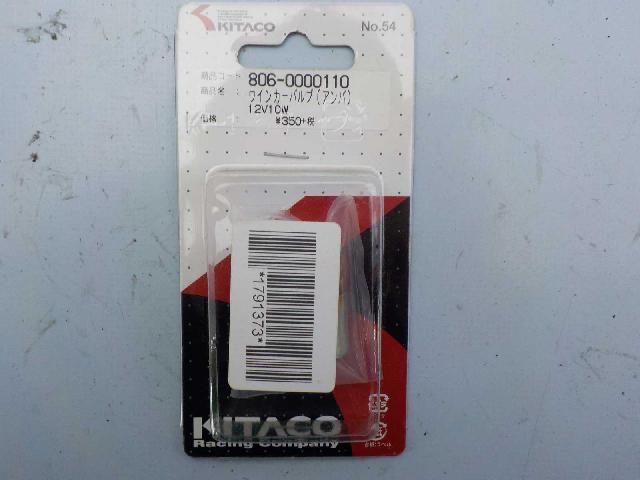 KITACO
No.54
商品コード 806-0000110
商品名 : ウインカーバルブ(アンバ)
12V10W
価格 ¥350+税
*1791373*
KITACO
Racing Company